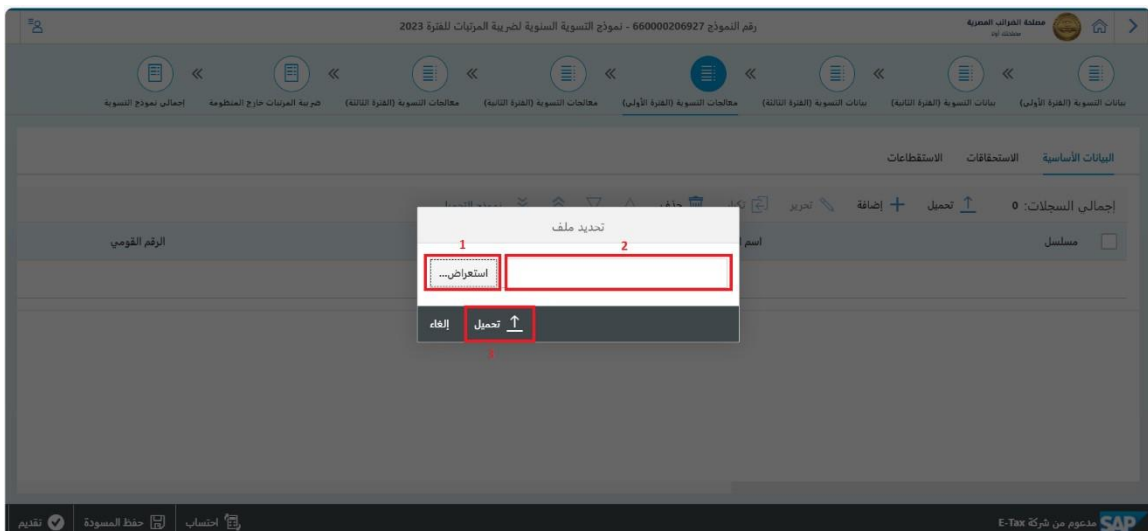 مصلحة الضرائب المصرية
رقم النموذج 660000206927 - نموذج التسوية السنوية لضريبة المرتبات للفترة 2023
بيانات التسوية (الفترة الأولى)
بيانات التسوية (الفترة الثانية)
بيانات التسوية (الفترة الثالثة)
معالجات التسوية (الفترة الأولى)
معالجات التسوية (الفترة الثانية)
معالجات التسوية (الفترة الثالثة)
ضريبة المرتبات خارج المنظومة
إجمالي نموذج التسوية
البيانات الأساسية الاستحقاقات الاستقطاعات
إجمالي السجلات: 0 تحميل إضافة تحرير حذف نموذج التحميل
مسلسل اسم الرقم القومي
تحديد ملف
1 2
استعراض...
تحميل إلغاء
SAP مدعوم من شركة E-Tax
احتساب حفظ المسودة تقديم